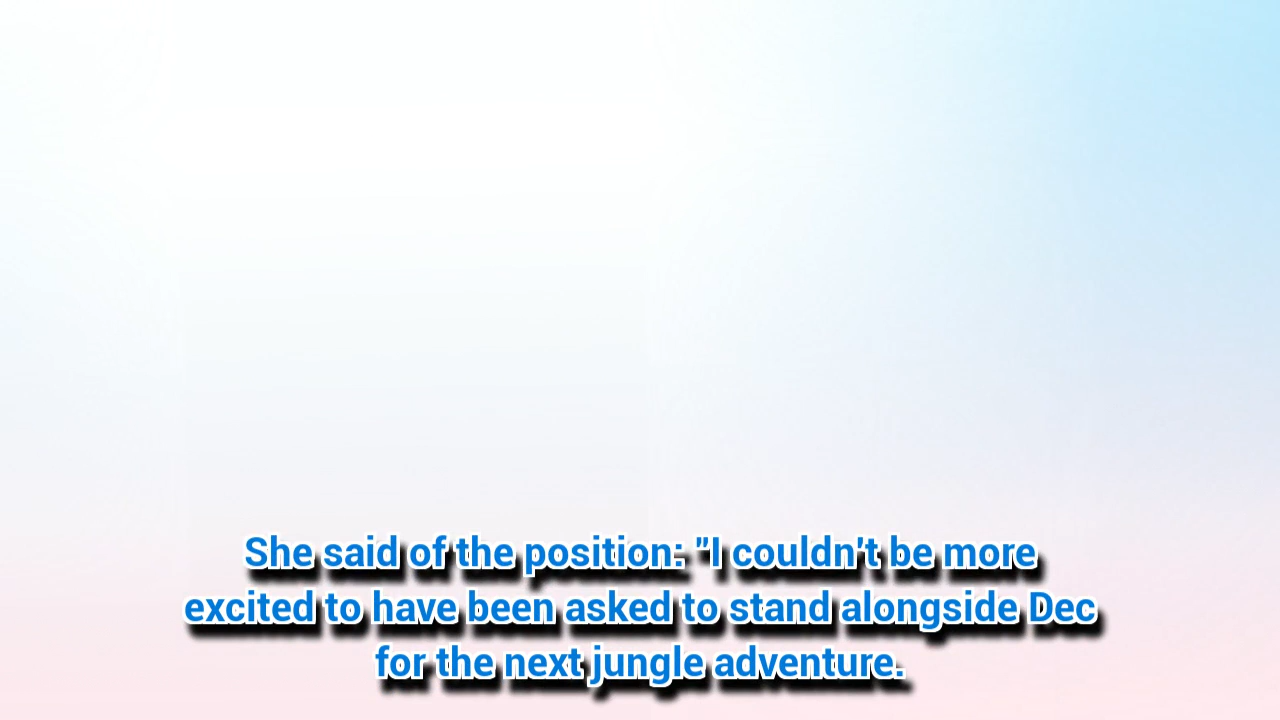 She said of the position: "I couldn't be more
excited to have been asked to stand alongside Dec
for the next jungle adventure.